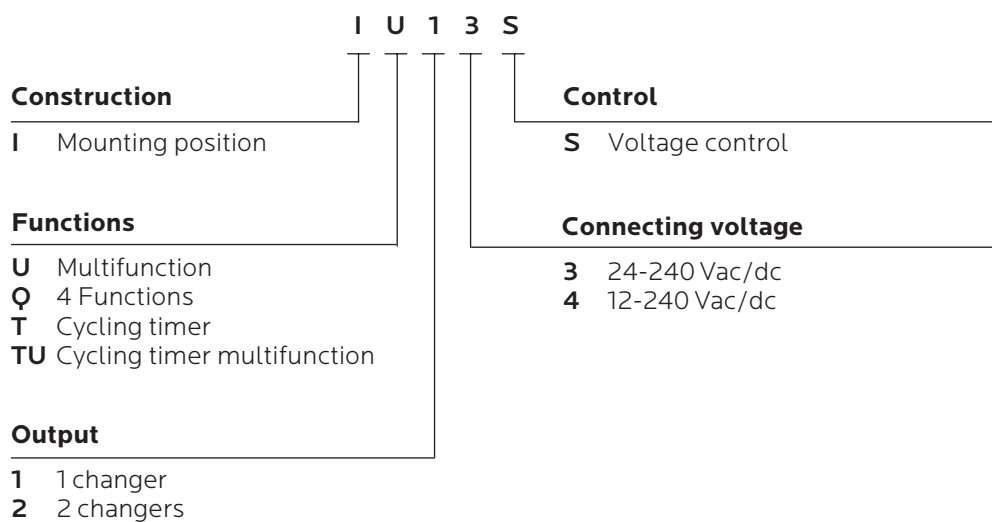 I U 1 3 S
Construction
I Mounting position
Functions
U Multifunction
Q 4 Functions
T Cycling timer
TU Cycling timer multifunction
Output
1 1 changer
2 2 changers
Control
S Voltage control
Connecting voltage
3 24-240 Vac/dc
4 12-240 Vac/dc